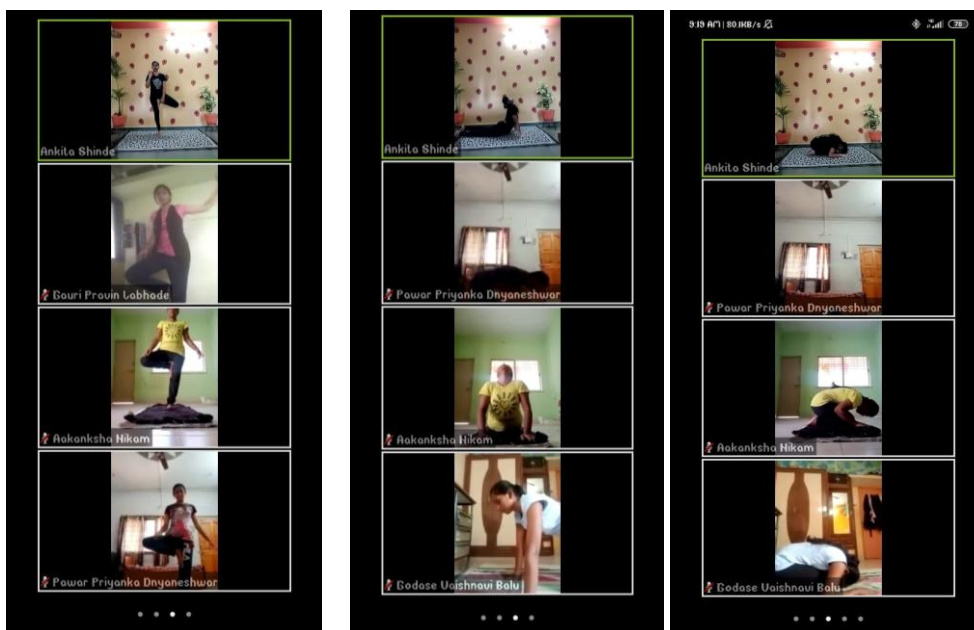 Ankita Shinde
Gauri Pravin Labhade
Aakanksha Nikam
Pawar Priyanka Dnyaneshwar
Ankita Shinde
Pawar Priyanka Dnyaneshwar
Aakanksha Nikam
Godase Vaishnavi Balu
9:19 AM | 80.1KB/s
78
Ankita Shinde
Pawar Priyanka Dnyaneshwar
Aakanksha Nikam
Godase Vaishnavi Balu